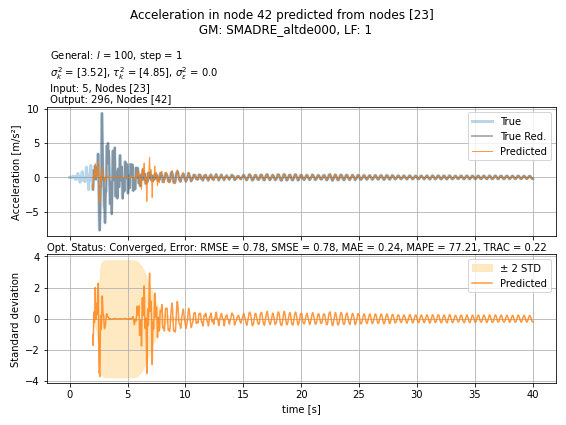 Acceleration in node 42 predicted from nodes [23]
GM: SMADRE_altde000, LF: 1
General: l = 100, step = 1
σ²ₖ = [3.52], τ²ₖ = [4.85], σ²ε = 0.0
Input: 5, Nodes [23]
Output: 296, Nodes [42]
Acceleration [m/s²]
10
5
0
−5
True
True Red.
Predicted
Opt. Status: Converged, Error: RMSE = 0.78, SMSE = 0.78, MAE = 0.24, MAPE = 77.21, TRAC = 0.22
Standard deviation
4
2
0
−2
−4
± 2 STD
Predicted
0 5 10 15 20 25 30 35 40
time [s]